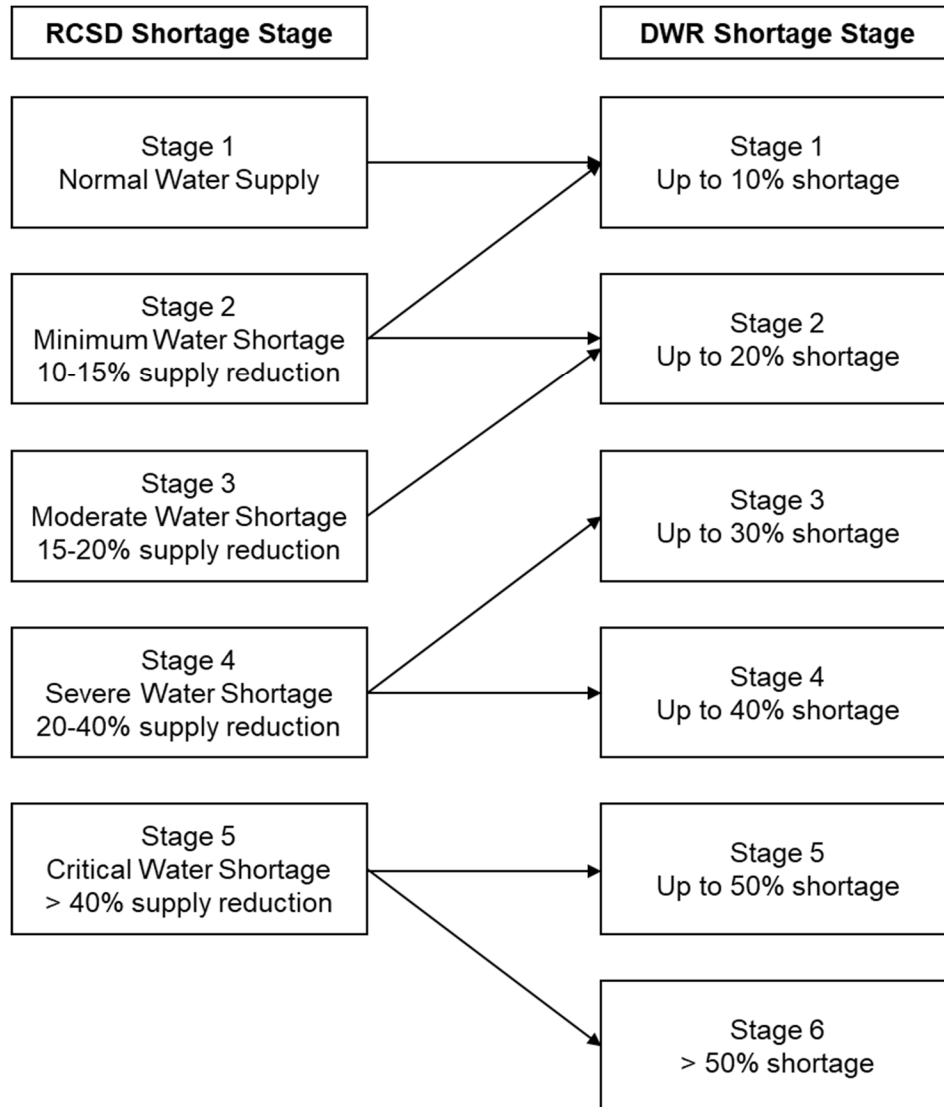 RCSD Shortage Stage
DWR Shortage Stage
Stage 1
Normal Water Supply
Stage 1
Up to 10% shortage
Stage 2
Minimum Water Shortage
10-15% supply reduction
Stage 2
Up to 20% shortage
Stage 3
Moderate Water Shortage
15-20% supply reduction
Stage 3
Up to 30% shortage
Stage 4
Severe Water Shortage
20-40% supply reduction
Stage 4
Up to 40% shortage
Stage 5
Critical Water Shortage
> 40% supply reduction
Stage 5
Up to 50% shortage
Stage 6
> 50% shortage